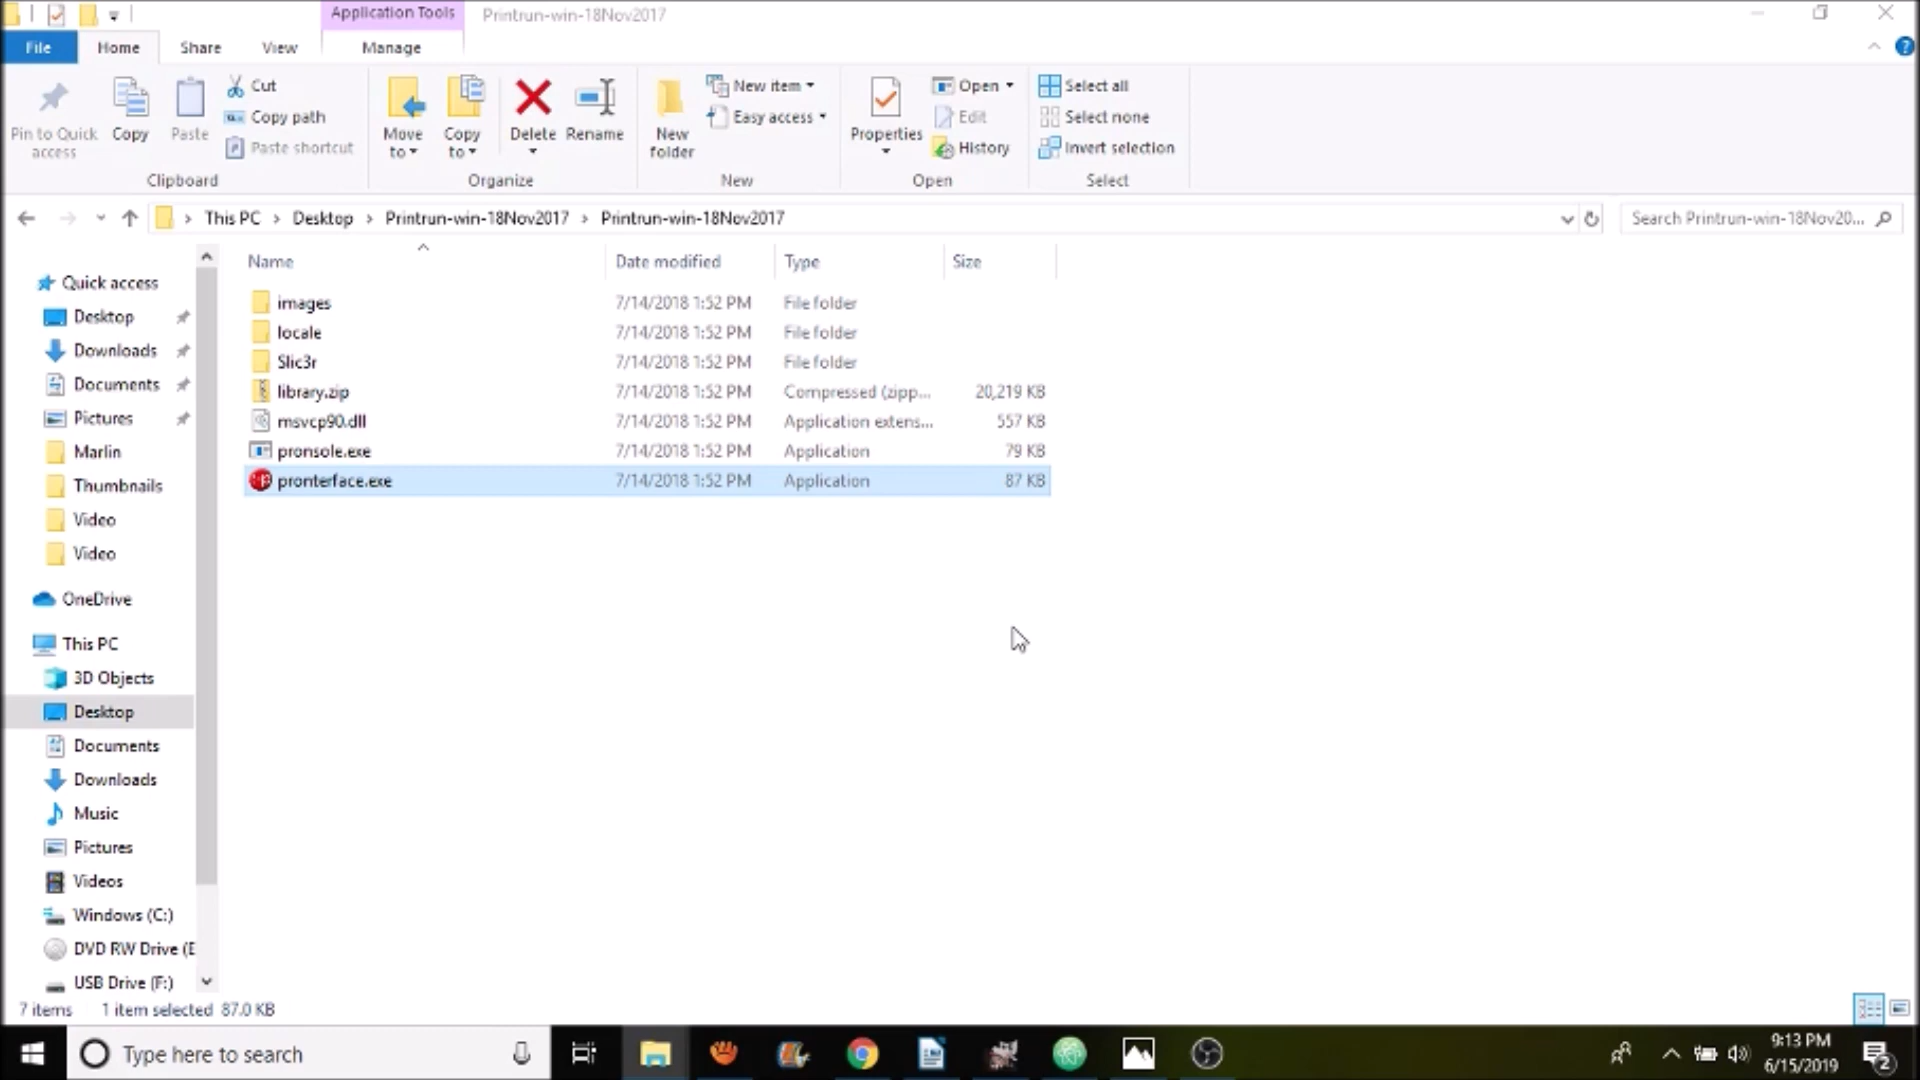 Application Tools
Printrun-win-18Nov2017
File
Home
Share
View
Manage
Pin to Quick access
Copy
Paste
Cut
Copy path
Paste shortcut
Clipboard
Move to
Copy to
Delete
Rename
Organize
New folder
New item
Easy access
New
Properties
Open
Edit
History
Open
Select all
Select none
Invert selection
Select
This PC > Desktop > Printrun-win-18Nov2017 > Printrun-win-18Nov2017
Search Printrun-win-18Nov20...
Name Date modified Type Size
images 7/14/2018 1:52 PM File folder
locale 7/14/2018 1:52 PM File folder
Slic3r 7/14/2018 1:52 PM File folder
library.zip 7/14/2018 1:52 PM Compressed (zipp... 20,219 KB
msvcp90.dll 7/14/2018 1:52 PM Application extens... 557 KB
pronsole.exe 7/14/2018 1:52 PM Application 79 KB
pronterface.exe 7/14/2018 1:52 PM Application 87 KB
Quick access
Desktop
Downloads
Documents
Pictures
Marlin
Thumbnails
Video
Video
OneDrive
This PC
3D Objects
Desktop
Documents
Downloads
Music
Pictures
Videos
Windows (C:)
DVD RW Drive (E
USB Drive (F:)
7 items 1 item selected 87.0 KB
Type here to search
9:13 PM
6/15/2019
2